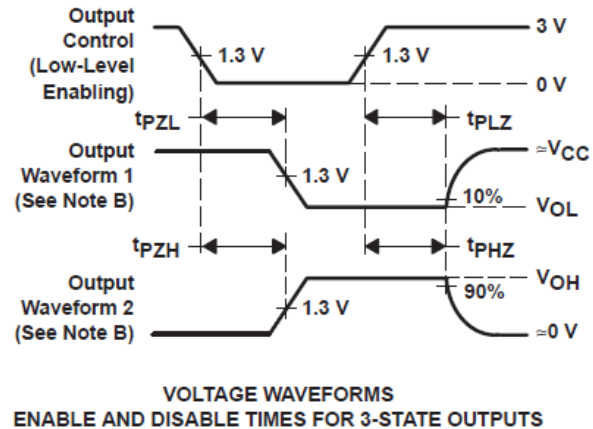 Output
Control
(Low-Level
Enabling)
1.3 V
1.3 V
3 V
0 V
tPZL
tPLZ
Output
Waveform 1
(See Note B)
1.3 V
10%
≈VCC
VOL
tPZH
tPHZ
Output
Waveform 2
(See Note B)
1.3 V
90%
VOH
≈0 V
VOLTAGE WAVEFORMS
ENABLE AND DISABLE TIMES FOR 3-STATE OUTPUTS